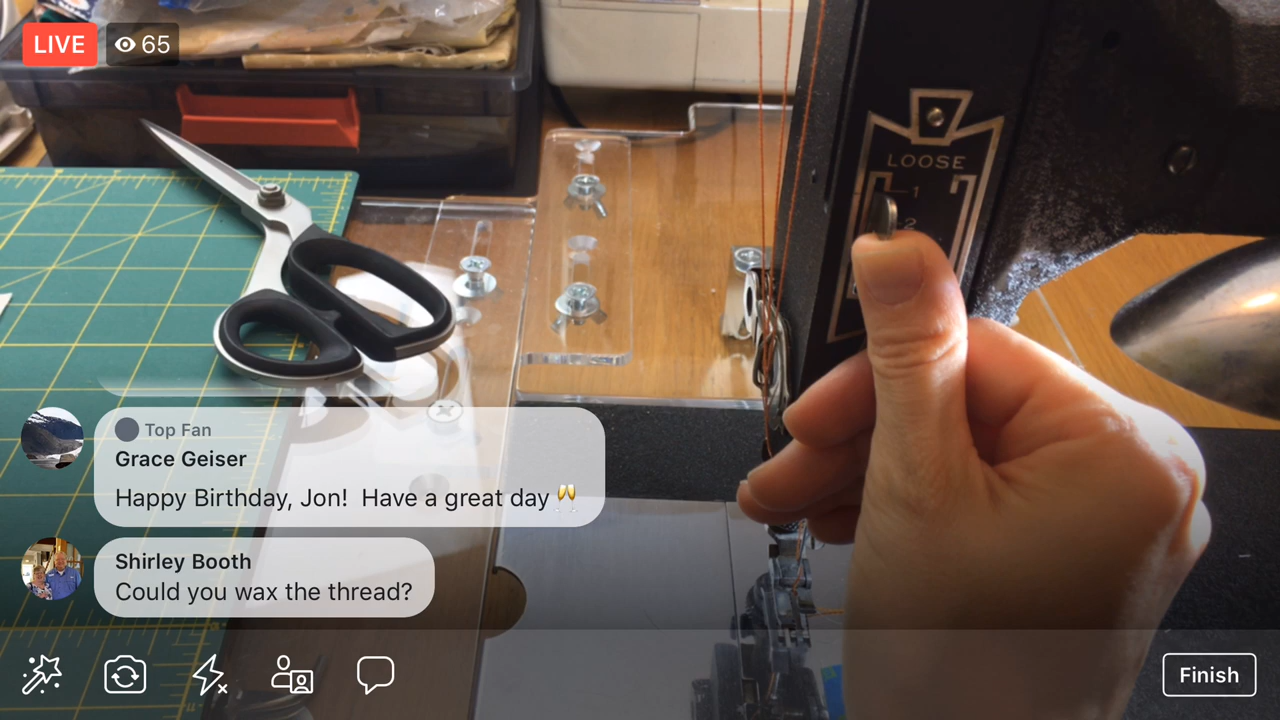 LIVE
65
LOOSE
1
2
Top Fan
Grace Geiser
Happy Birthday, Jon!  Have a great day 🥂
Shirley Booth
Could you wax the thread?
Finish